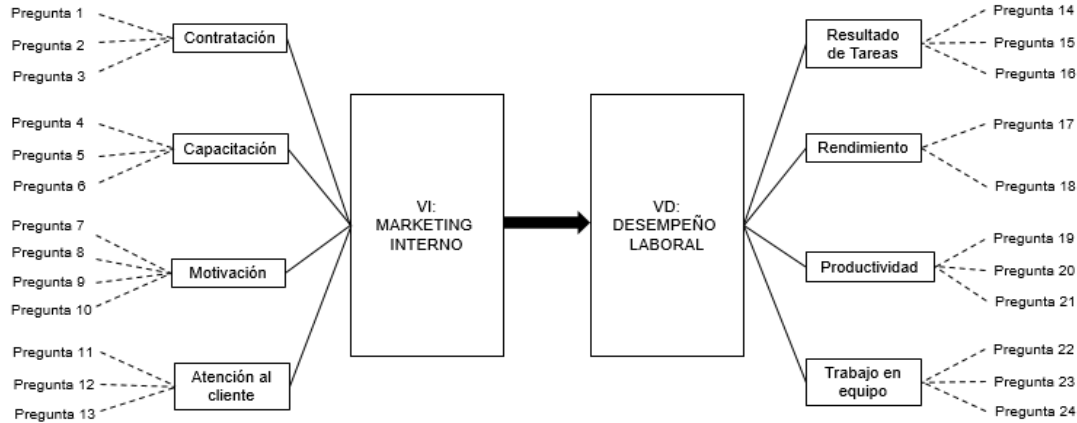 Pregunta 1
Pregunta 2
Pregunta 3
Contratación
Pregunta 4
Pregunta 5
Pregunta 6
Capacitación
Pregunta 7
Pregunta 8
Pregunta 9
Pregunta 10
Motivación
Pregunta 11
Pregunta 12
Pregunta 13
Atención al
cliente
VI:
MARKETING
INTERNO
VD:
DESEMPEÑO
LABORAL
Resultado
de Tareas
Pregunta 14
Pregunta 15
Pregunta 16
Rendimiento
Pregunta 17
Pregunta 18
Productividad
Pregunta 19
Pregunta 20
Pregunta 21
Trabajo en
equipo
Pregunta 22
Pregunta 23
Pregunta 24